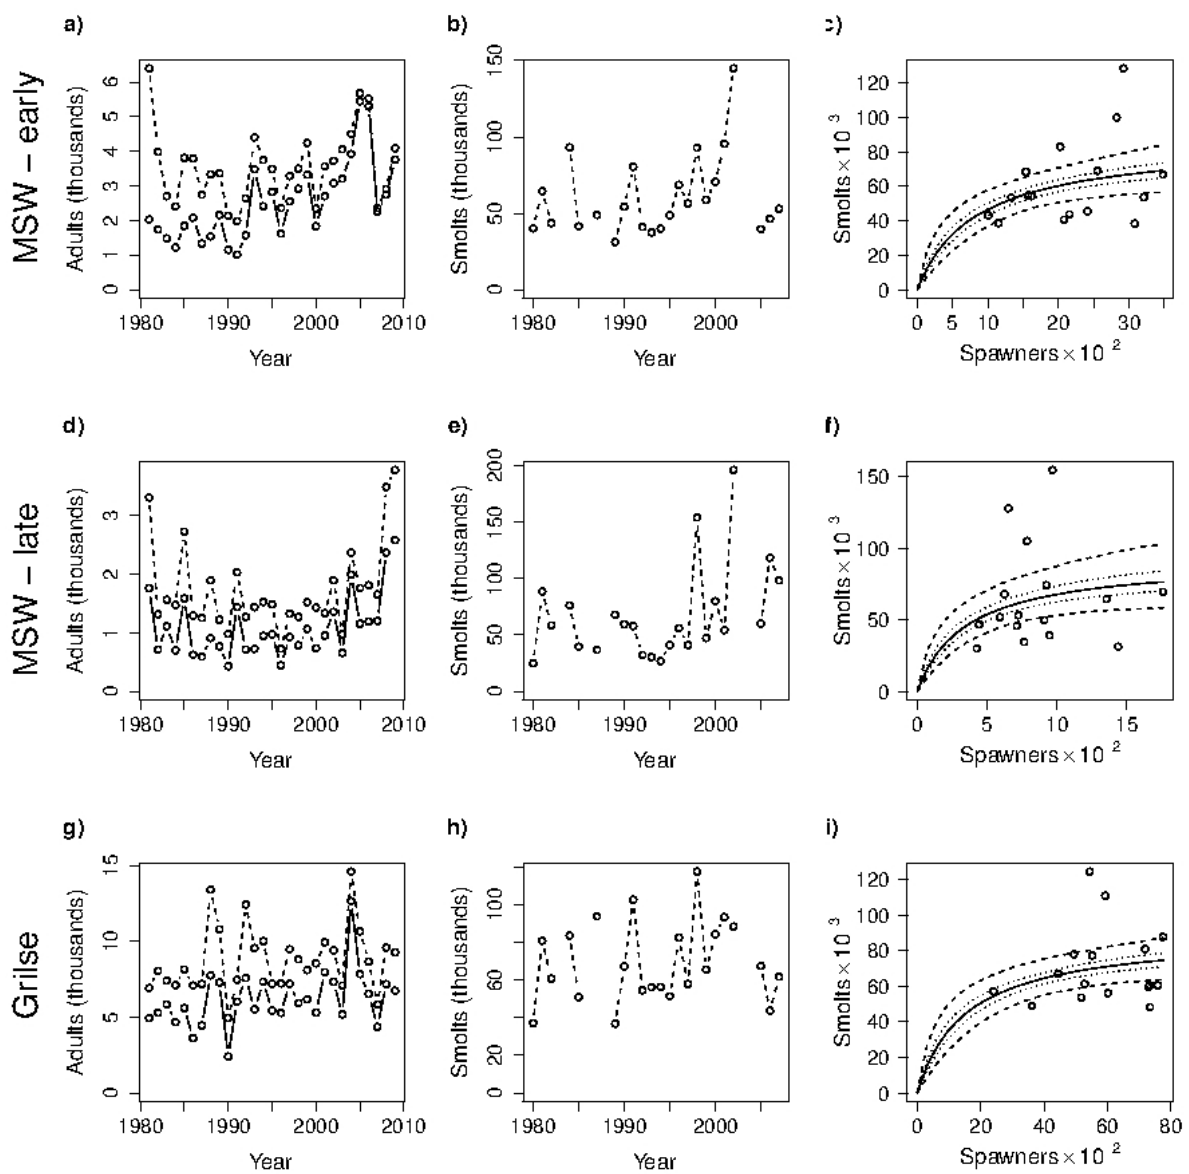 a) b) c)
MSW – early
Adults (thousands)
0 1 2 3 4 5 6
1980 1990 2000 2010
Year
Smolts (thousands)
0 50 100 150
1980 1990 2000
Year
Smolts × 10 3
0 20 40 60 80 100 120
0 5 10 20 30
Spawners × 10 2
d) e) f)
MSW – late
Adults (thousands)
0 1 2 3
1980 1990 2000 2010
Year
Smolts (thousands)
0 50 100 150 200
1980 1990 2000
Year
Smolts × 10 3
0 50 100 150
0 5 10 15
Spawners × 10 2
g) h) i)
Grilse
Adults (thousands)
0 5 10 15
1980 1990 2000 2010
Year
Smolts (thousands)
0 20 60 100
1980 1990 2000
Year
Smolts × 10 3
0 20 40 60 80 100 120
0 20 40 60 80
Spawners × 10 2